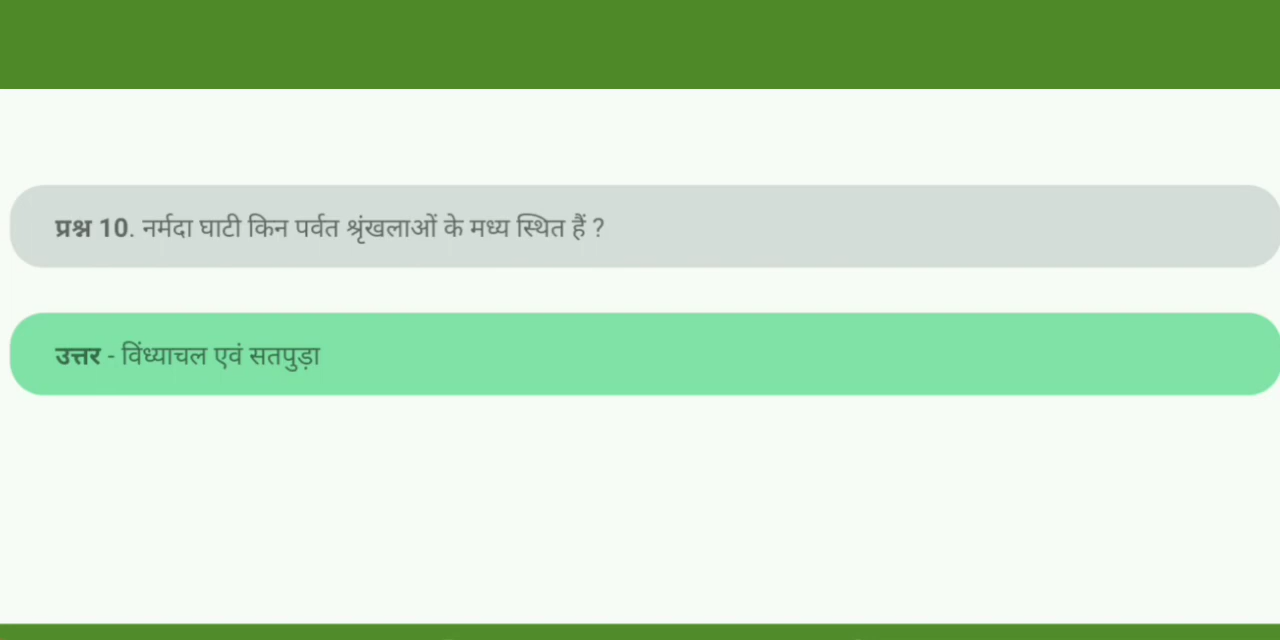 प्रश्न 10. नर्मदा घाटी किन पर्वत श्रृंखलाओं के मध्य स्थित हैं ?
उत्तर - विंध्याचल एवं सतपुड़ा